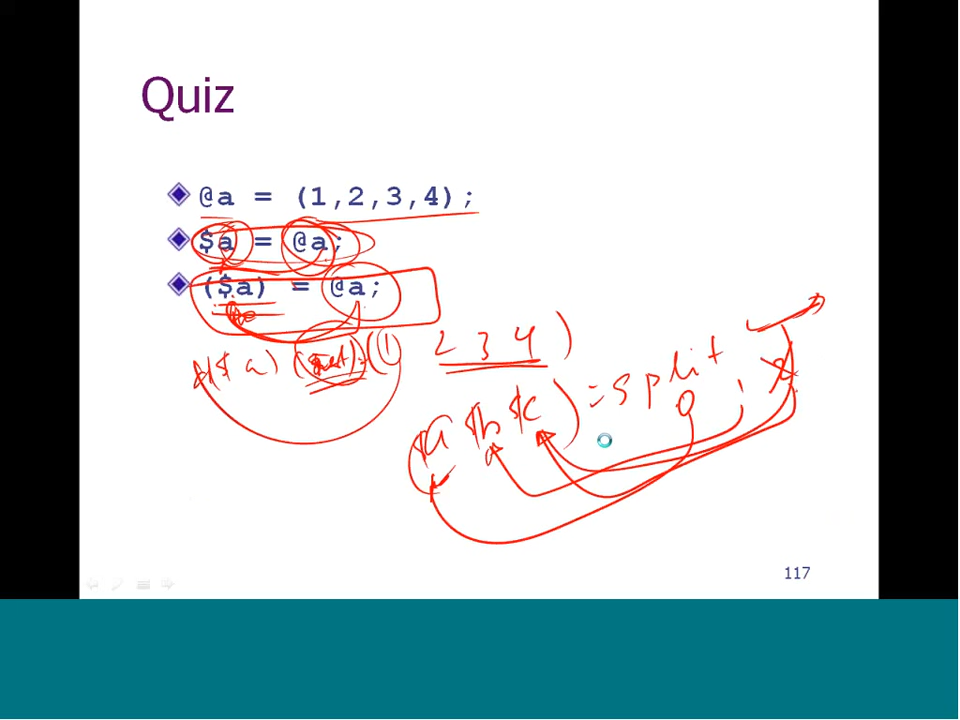 Quiz
@a = (1,2,3,4);
$a = @a;
($a) = @a;
2 3 4 )
($a $b $c) = split
117